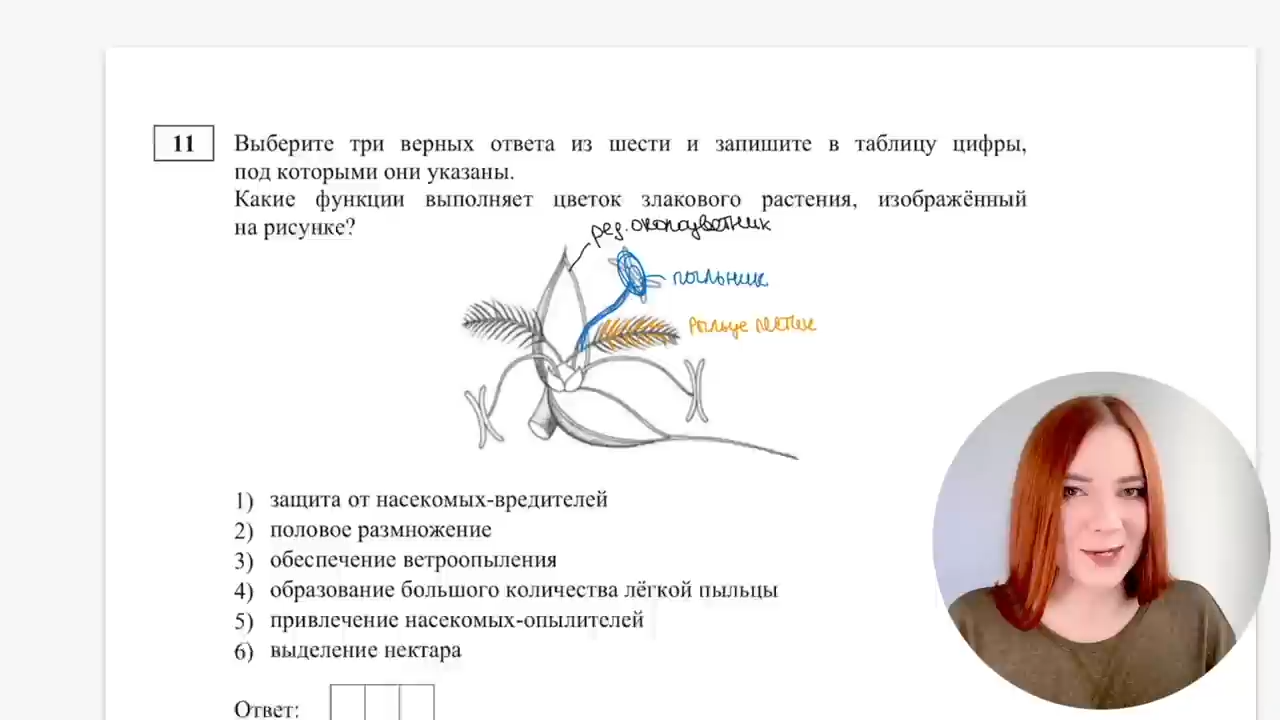 11
Выберите три верных ответа из шести и запишите в таблицу цифры,
под которыми они указаны.
Какие функции выполняет цветок злакового растения, изображённый
на рисунке?
ред. околоцветник
пыльник
рыльце пестик
1) защита от насекомых-вредителей
2) половое размножение
3) обеспечение ветроопыления
4) образование большого количества лёгкой пыльцы
5) привлечение насекомых-опылителей
6) выделение нектара
Ответ: